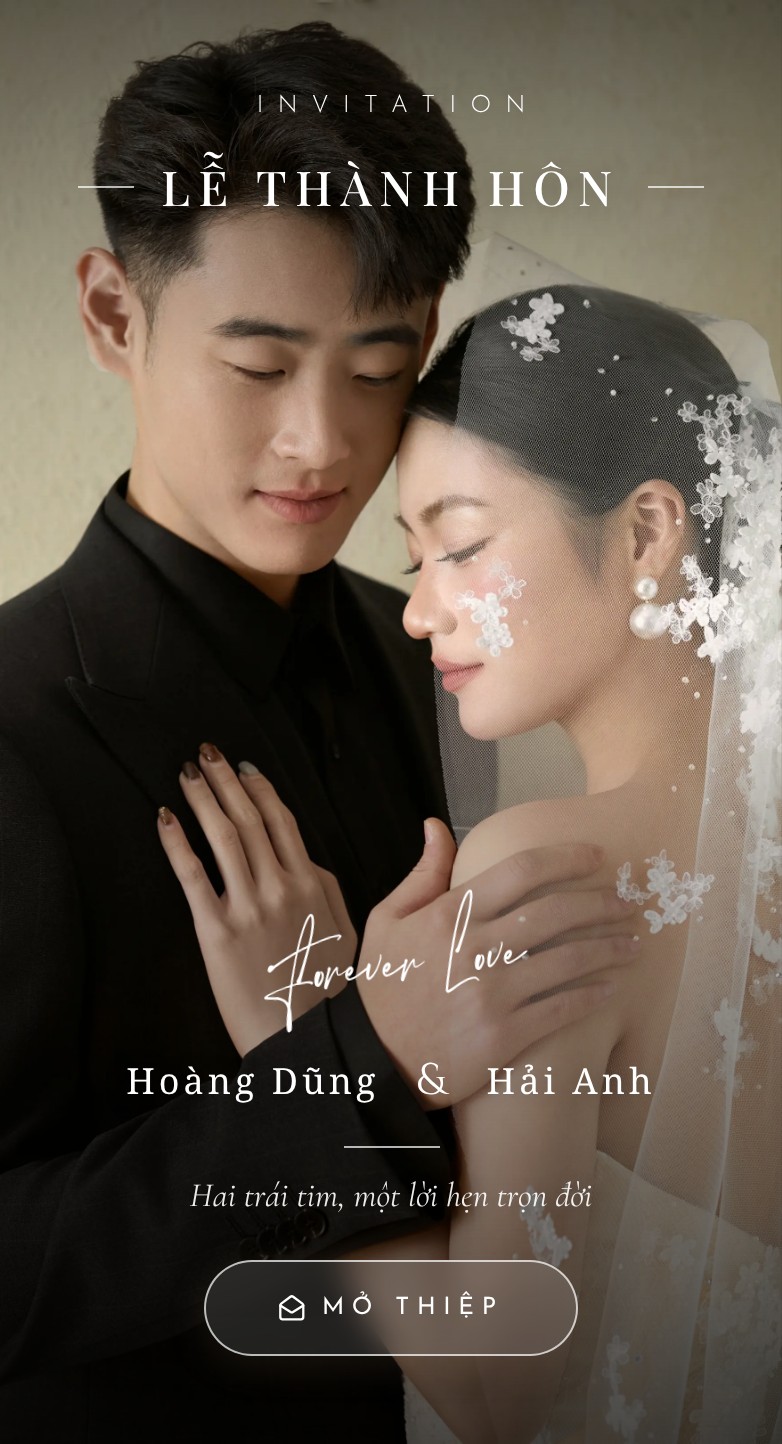 INVITATION
LỄ THÀNH HÔN
Forever Love
Hoàng Dũng & Hải Anh
Hai trái tim, một lời hẹn trọn đời
MỞ THIỆP